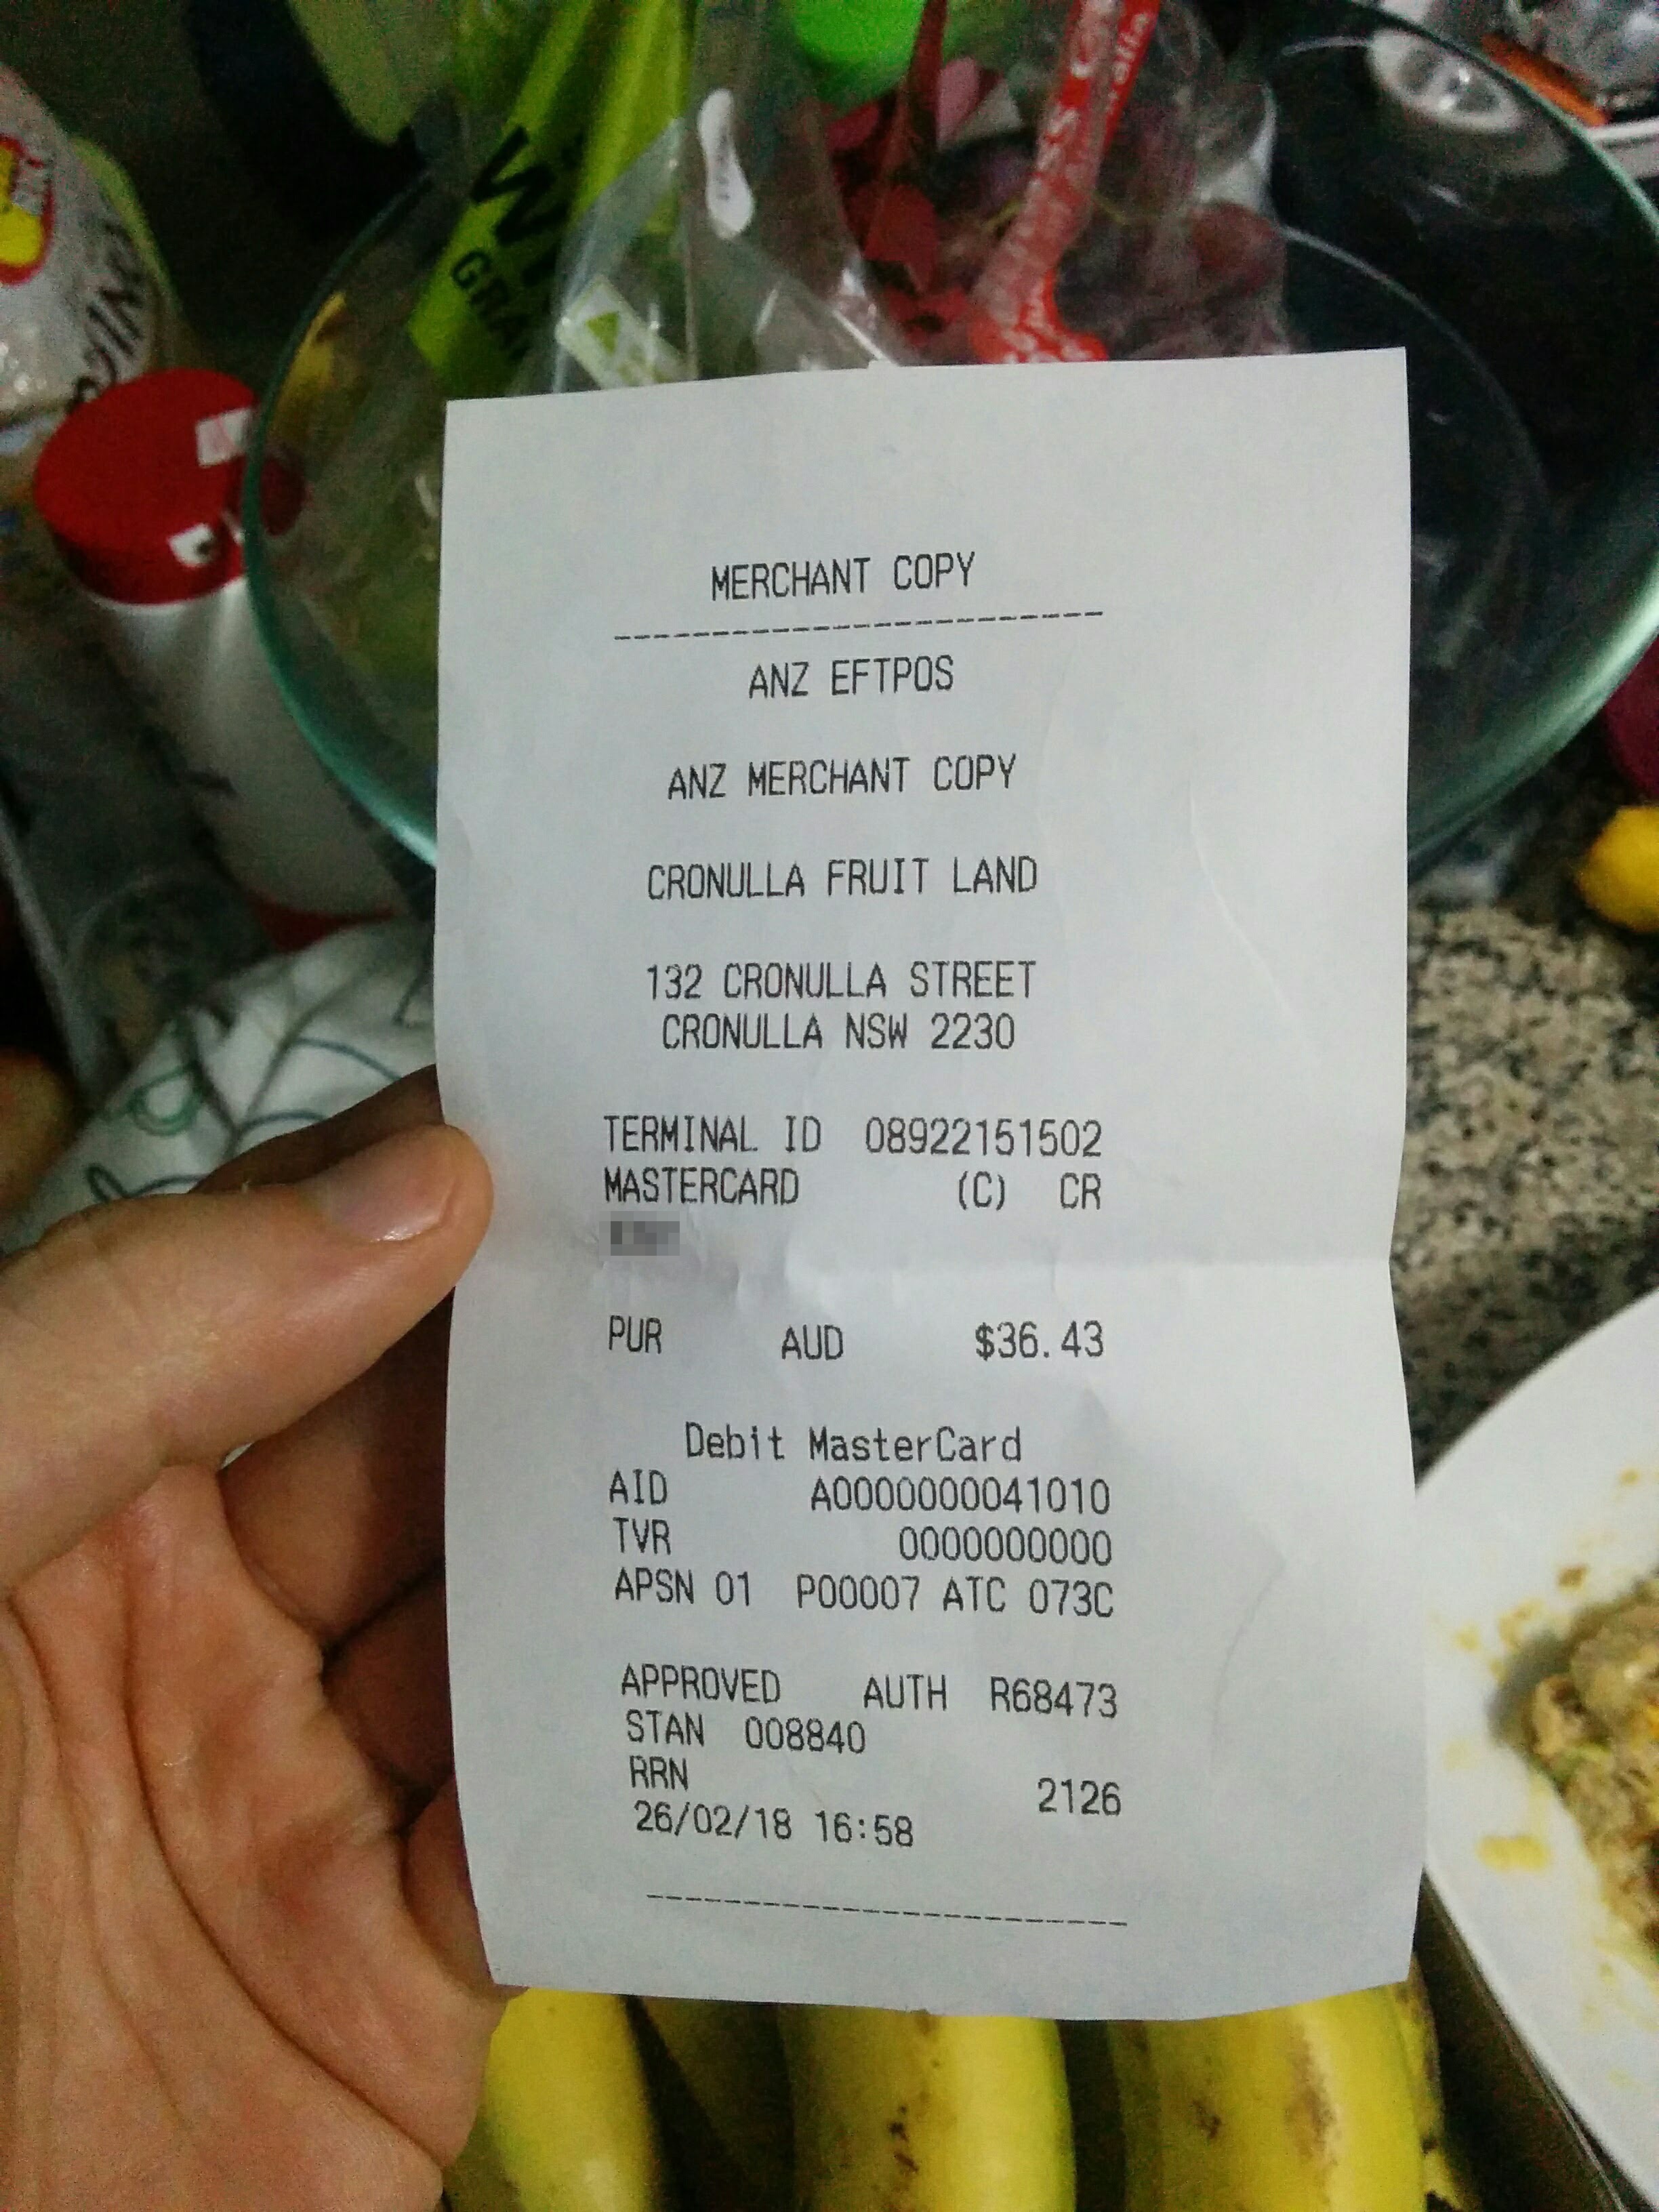 MERCHANT COPY
------------------------
ANZ EFTPOS
ANZ MERCHANT COPY
CRONULLA FRUIT LAND
132 CRONULLA STREET
CRONULLA NSW 2230
TERMINAL ID 08922151502
MASTERCARD (C) CR
PUR AUD $36.43
Debit MasterCard
AID A0000000041010
TVR 0000000000
APSN 01 P00007 ATC 073C
APPROVED AUTH R68473
STAN 008840
RRN 2126
26/02/18 16:58
------------------------